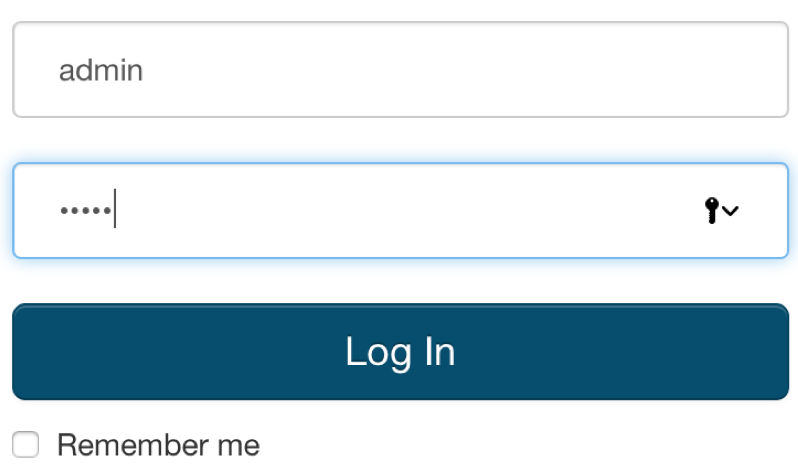 admin
•••••
Log In
Remember me